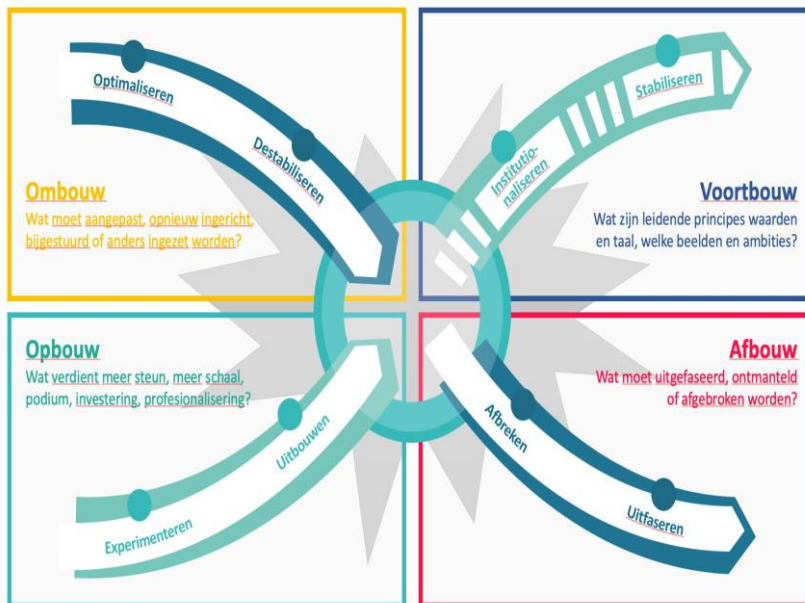 Optimaliseren
Destabiliseren
Ombouw
Wat moet aangepast, opnieuw ingericht,
bijgestuurd of anders ingezet worden?
Stabiliseren
Institutio-
naliseren
Voortbouw
Wat zijn leidende principes waarden
en taal, welke beelden en ambities?
Opbouw
Wat verdient meer steun, meer schaal,
podium, investering, profesionalisering?
Uitbouwen
Experimenteren
Afbouw
Wat moet uitgefaseerd, ontmanteld
of afgebroken worden?
Afbreken
Uitfaseren